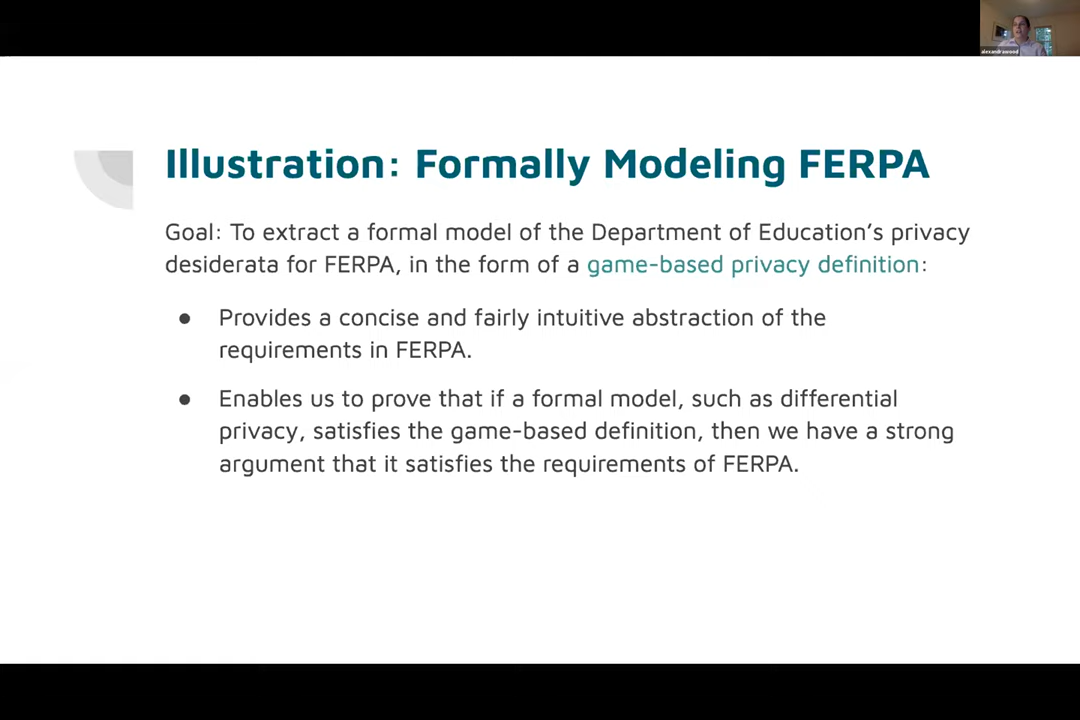 alexandrawood
Illustration: Formally Modeling FERPA
Goal: To extract a formal model of the Department of Education's privacy
desiderata for FERPA, in the form of a game-based privacy definition:
● Provides a concise and fairly intuitive abstraction of the
requirements in FERPA.
● Enables us to prove that if a formal model, such as differential
privacy, satisfies the game-based definition, then we have a strong
argument that it satisfies the requirements of FERPA.